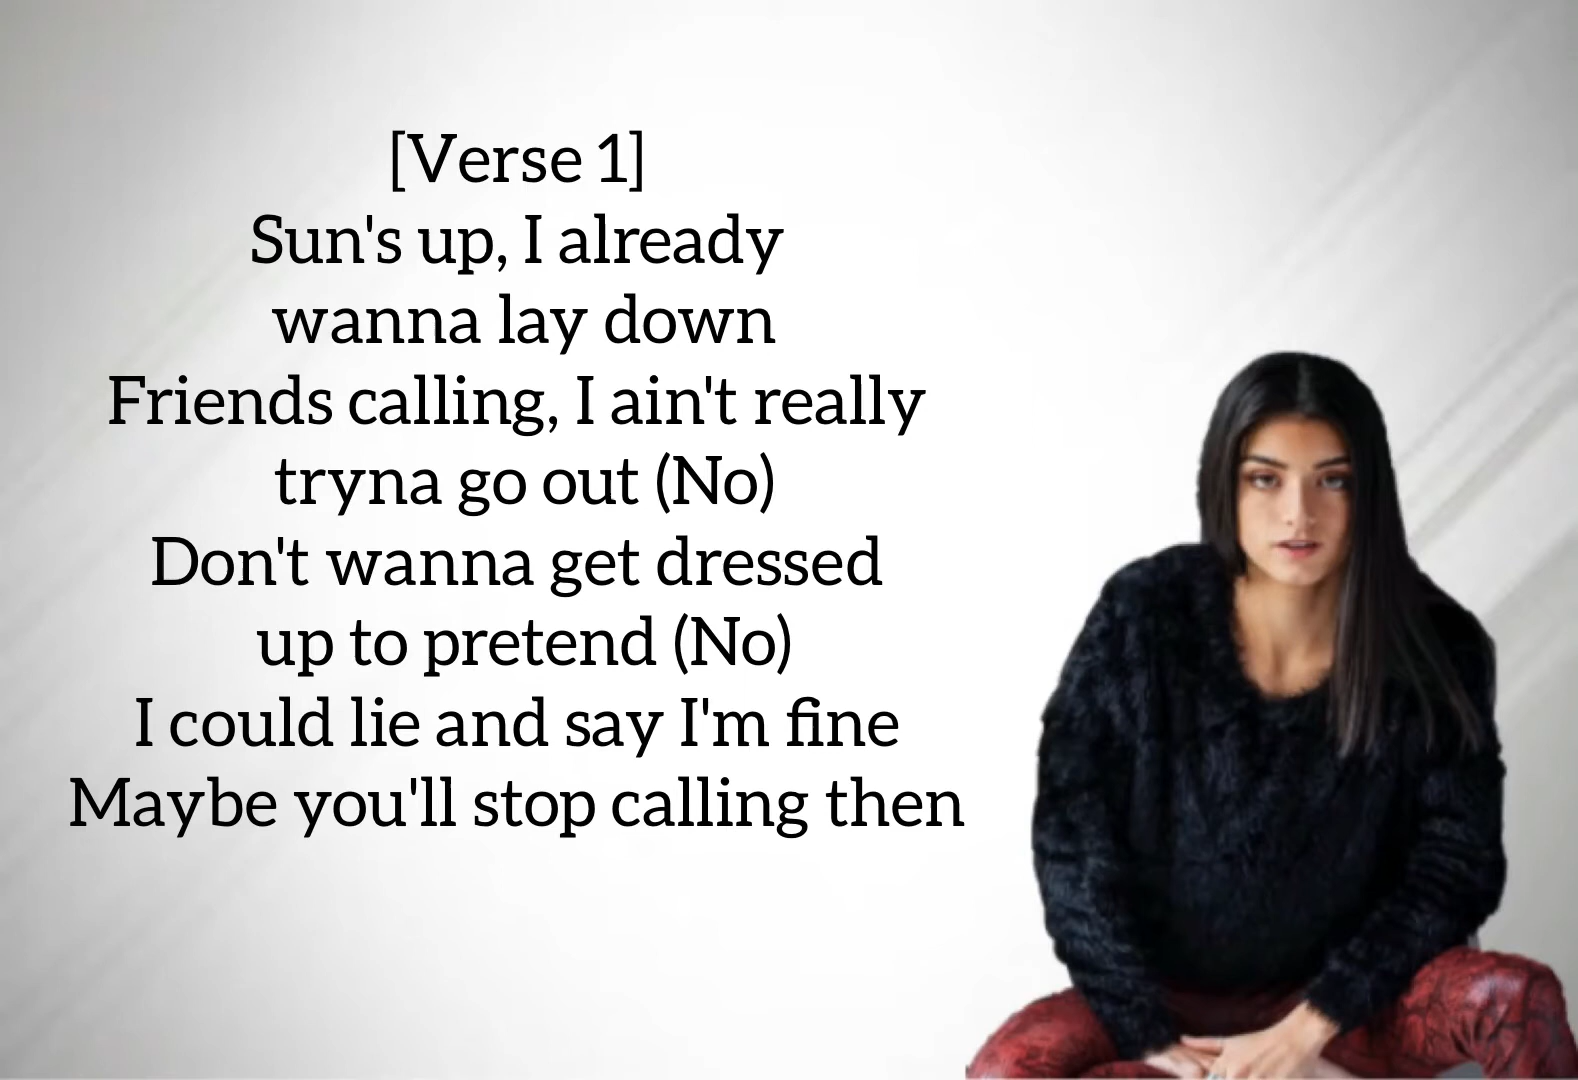 [Verse 1]
Sun's up, I already
wanna lay down
Friends calling, I ain't really
tryna go out (No)
Don't wanna get dressed
up to pretend (No)
I could lie and say I'm fine
Maybe you'll stop calling then